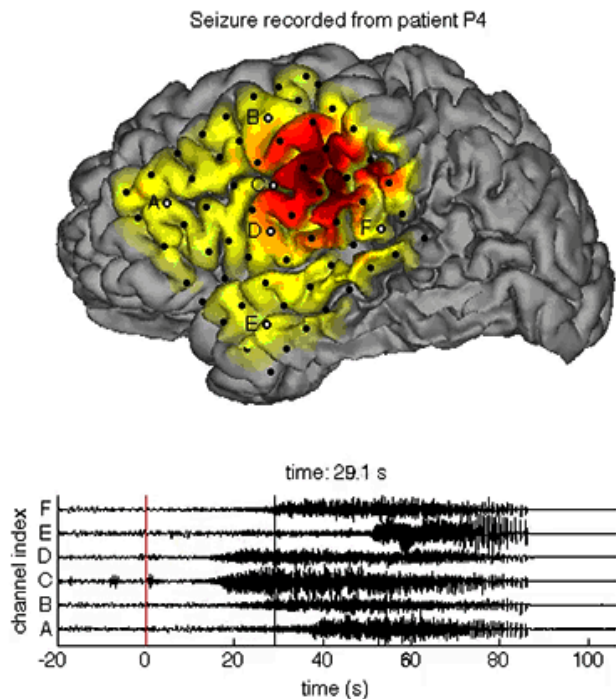 Seizure recorded from patient P4
B
A
C
D
F
E
time: 29.1 s
channel index
F
E
D
C
B
A
-20 0 20 40 60 80 100
time (s)